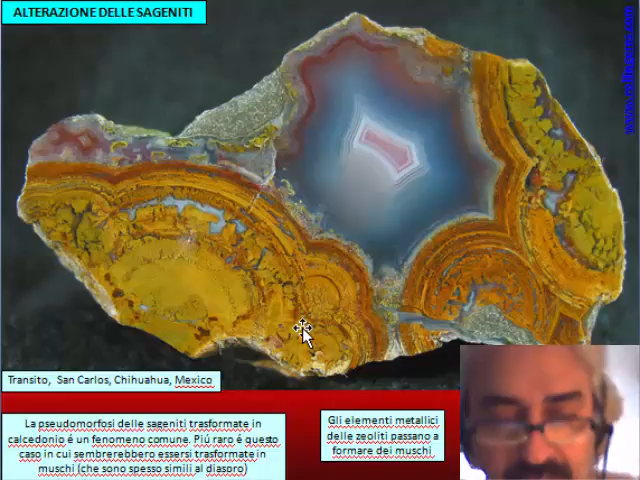 ALTERAZIONE DELLE SAGENITI
Transito,  San Carlos, Chihuahua, Mexico
La pseudomorfosi delle sageniti trasformate in
calcedonio é un fenomeno comune. Piú raro é questo
caso in cui sembrerebbero essersi trasformate in
muschi (che sono spesso simili al diaspro)
Gli elementi metallici
delle zeoliti passano a
formare dei muschi